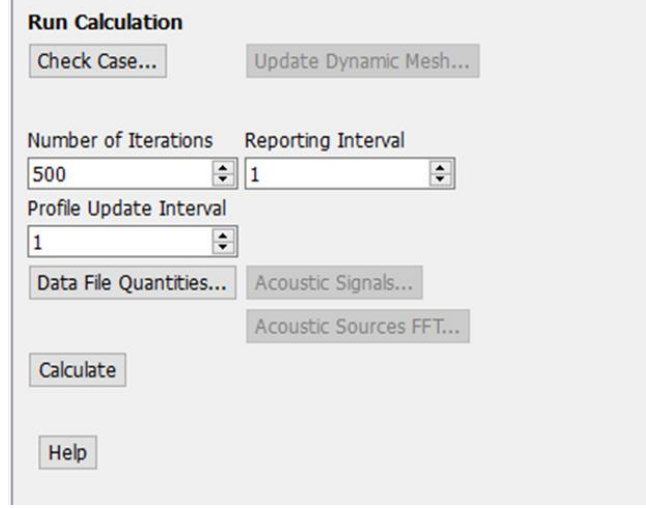 Run Calculation
Check Case... Update Dynamic Mesh...
Number of Iterations Reporting Interval
500 1
Profile Update Interval
1
Data File Quantities... Acoustic Signals...
Acoustic Sources FFT...
Calculate
Help